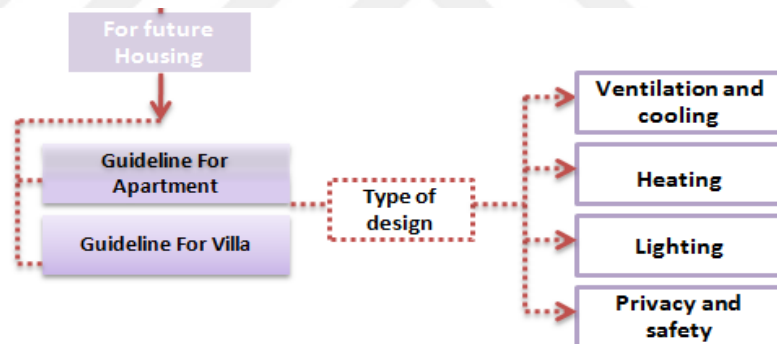 For future
Housing
Guideline For
Apartment
Guideline For Villa
Type of
design
Ventilation and
cooling
Heating
Lighting
Privacy and
safety